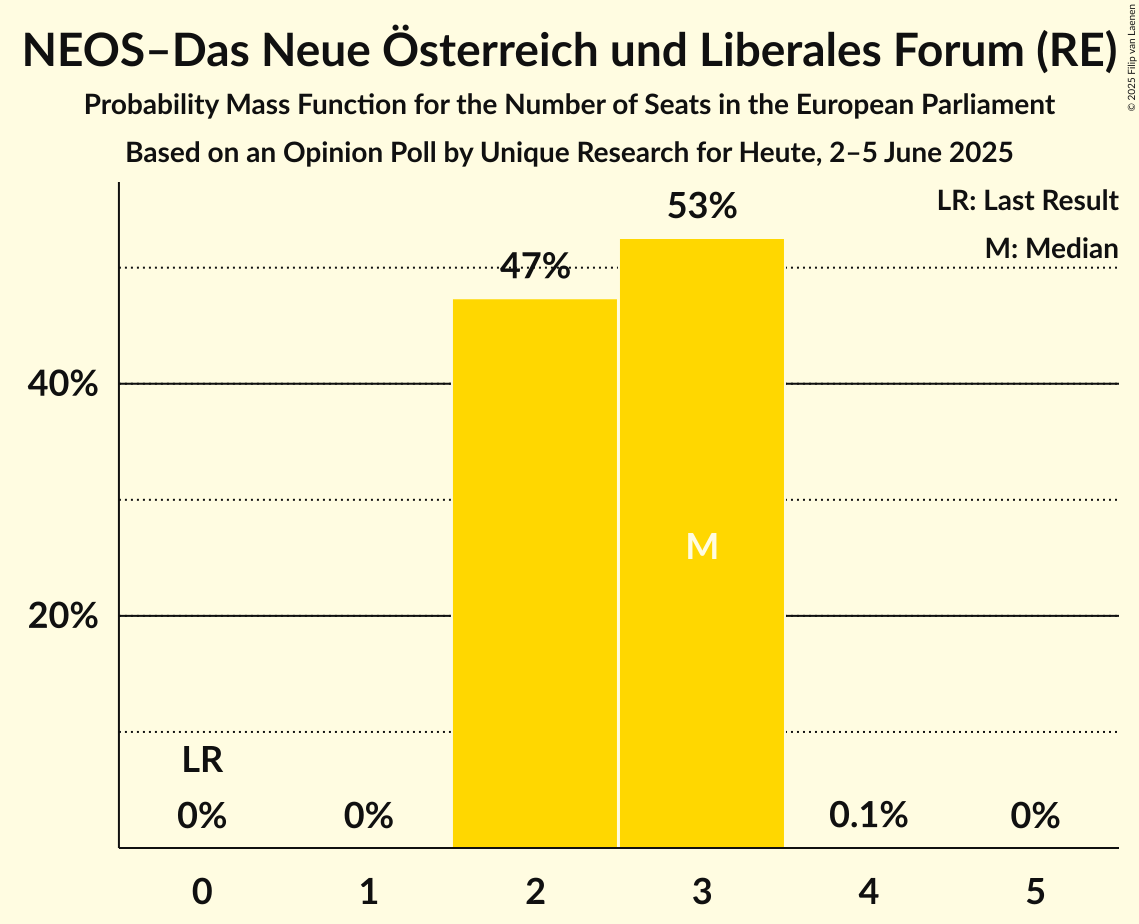 NEOS–Das Neue Österreich und Liberales Forum (RE)
Probability Mass Function for the Number of Seats in the European Parliament
Based on an Opinion Poll by Unique Research for Heute, 2–5 June 2025
© 2025 Filip van Laenen
LR: Last Result
M: Median
53%
47%
40%
M
20%
LR
0%
0%
0.1%
0%
0
1
2
3
4
5